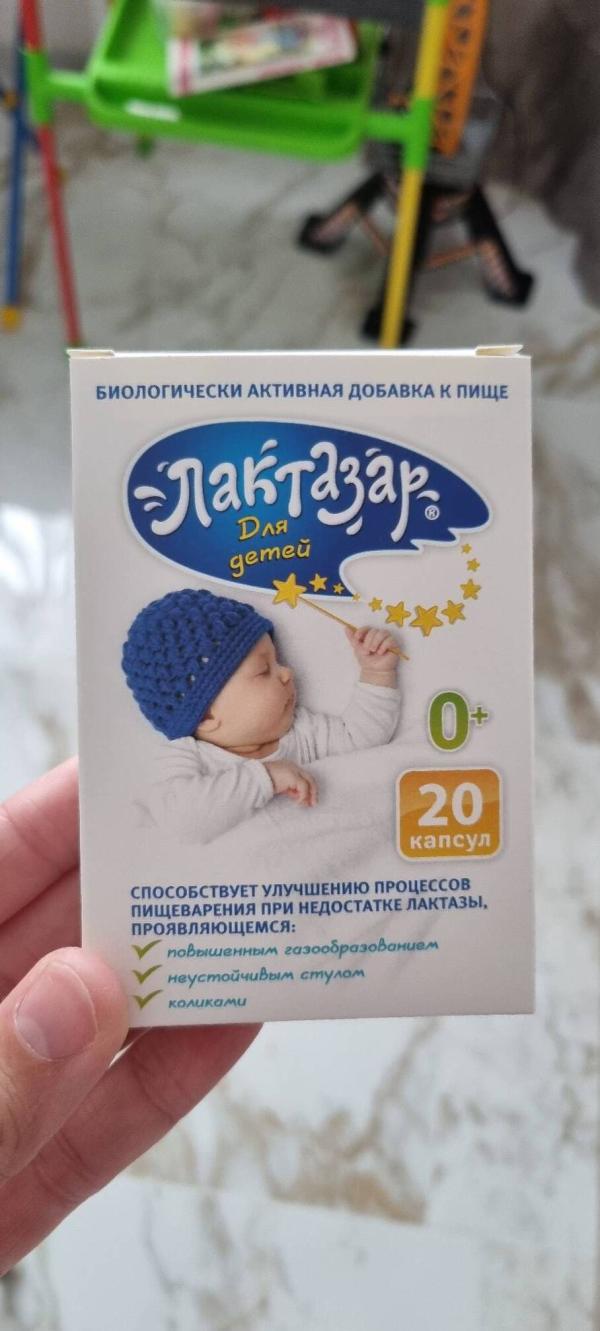 БИОЛОГИЧЕСКИ АКТИВНАЯ ДОБАВКА К ПИЩЕ
Лактазар®
Для
детей
0+
20
капсул
СПОСОБСТВУЕТ УЛУЧШЕНИЮ ПРОЦЕССОВ
ПИЩЕВАРЕНИЯ ПРИ НЕДОСТАТКЕ ЛАКТАЗЫ,
ПРОЯВЛЯЮЩЕМСЯ:
повышенным газообразованием
неустойчивым стулом
коликами